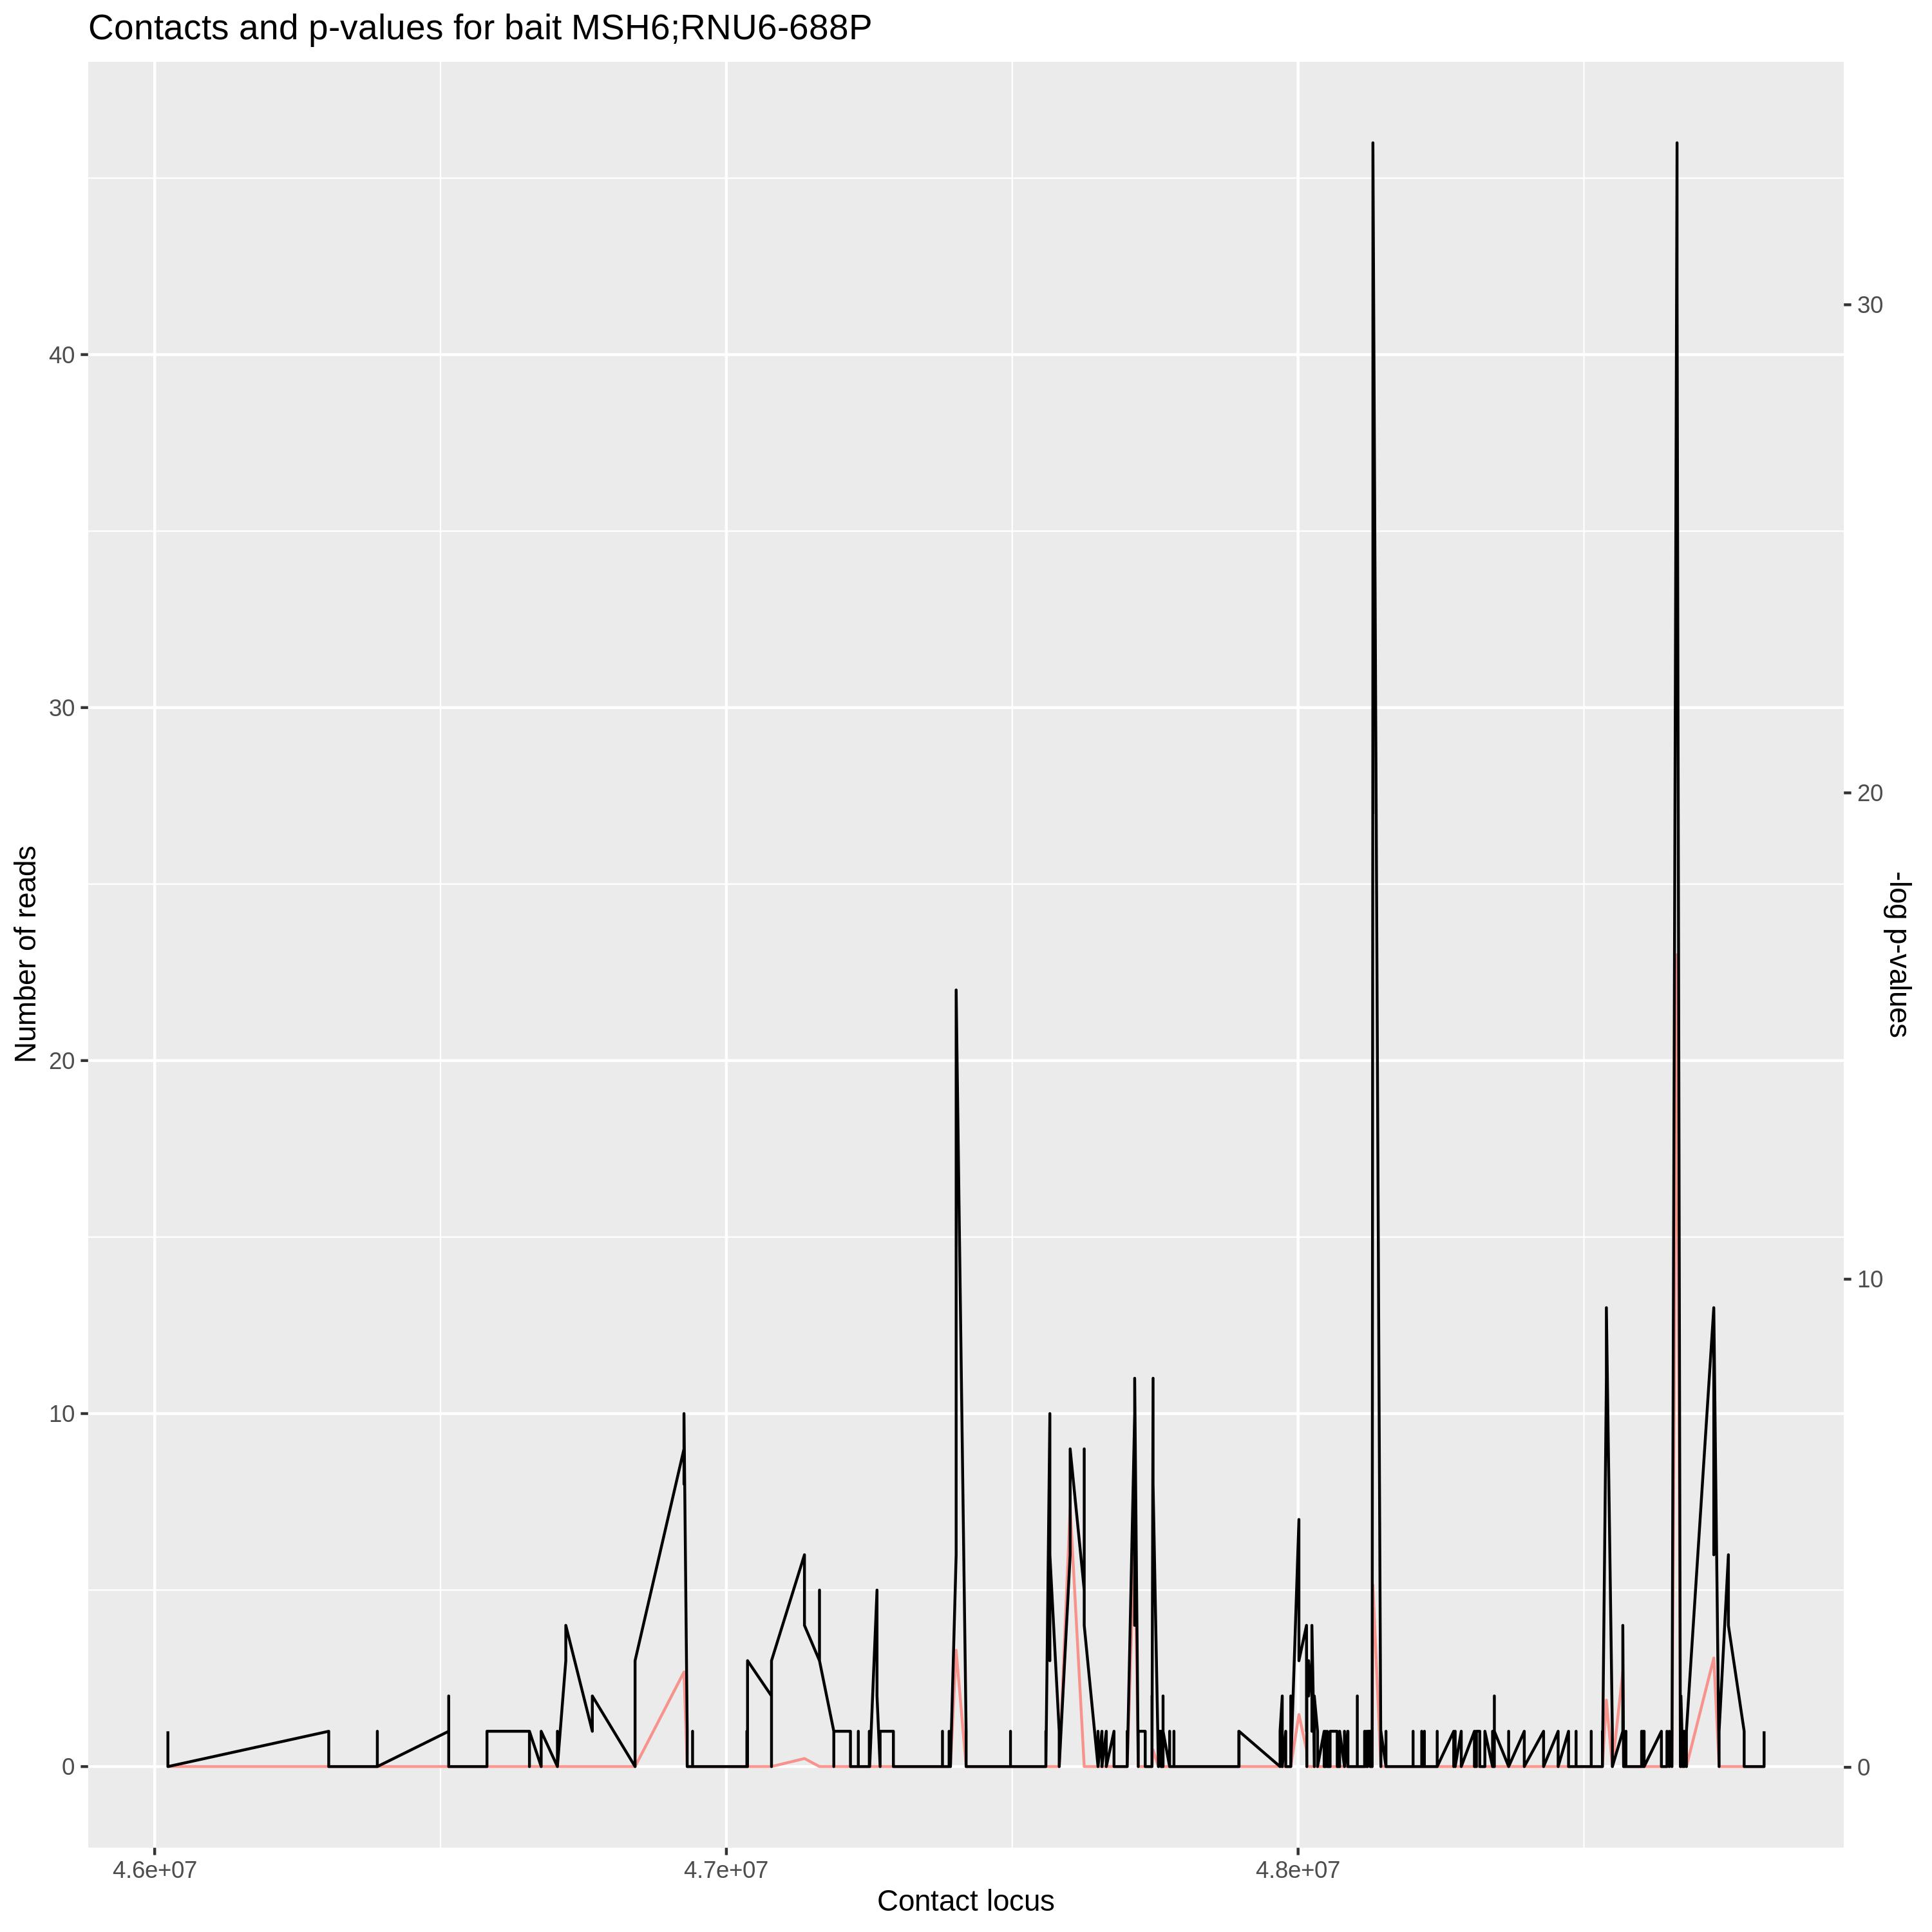 Contacts and p-values for bait MSH6;RNU6-688P
40
30
20
10
0
Number of reads
30
20
10
0
-log p-values
4.6e+07
4.7e+07
4.8e+07
Contact locus